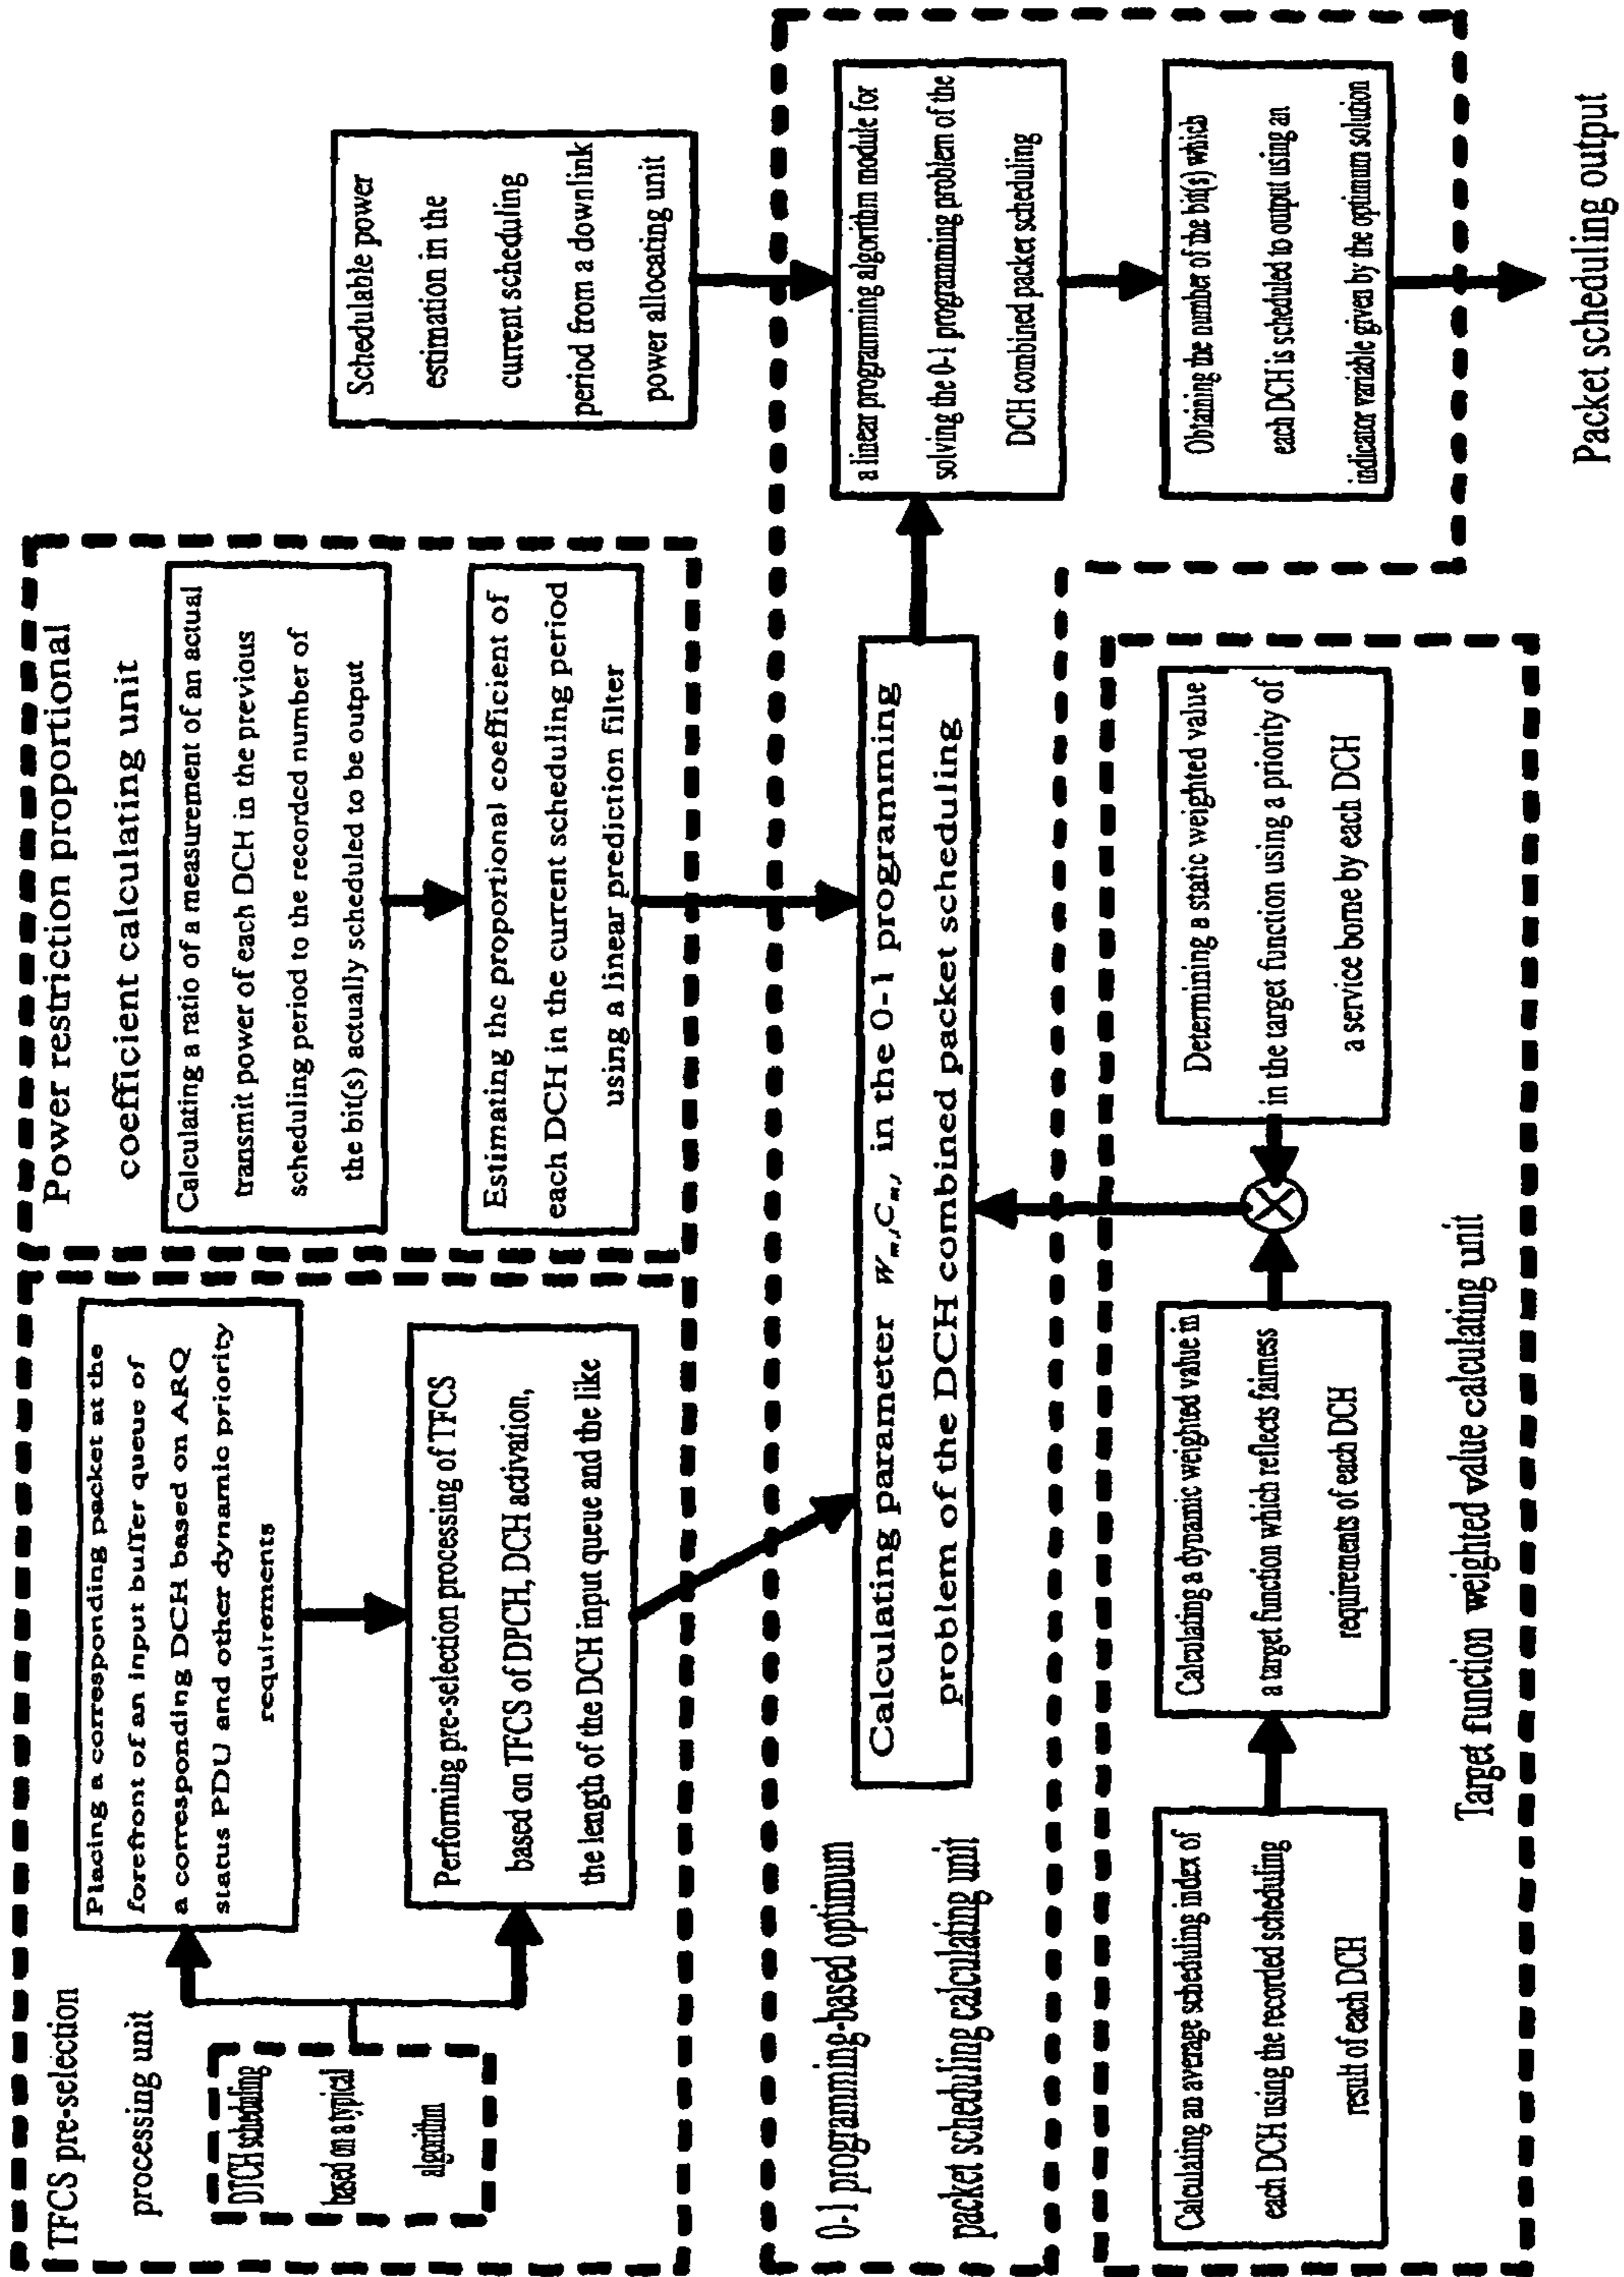 TFCS pre-selection
processing unit
DTCH scheduling
based on a typical
algorithm
Placing a corresponding packet at the
forefront of an input buffer queue of
a corresponding DCH based on ARQ
status PDU and other dynamic priority
requirements
Performing pre-selection processing of TFCS
based on TFCS of DPCH, DCH activation,
the length of the DCH input queue and the like
Power restriction proportional
coefficient calculating unit
Calculating a ratio of a measurement of an actual
transmit power of each DCH in the previous
scheduling period to the recorded number of
the bit(s) actually scheduled to be output
Estimating the proportional coefficient of
each DCH in the current scheduling period
using a linear prediction filter
Schedulable power
estimation in the
current scheduling
period from a downlink
power allocating unit
0-1 programming-based optimum
packet scheduling calculating unit
Calculating parameter w_m, C_m, in the 0-1 programming
problem of the DCH combined packet scheduling
a linear programming algorithm module for
solving the 0-1 programming problem of the
DCH combined packet scheduling
Obtaining the number of the bit(s) which
each DCH is scheduled to output using an
indicator variable given by the optimum solution
Calculating an average scheduling index of
each DCH using the recorded scheduling
result of each DCH
Calculating a dynamic weighted value in
a target function which reflects fairness
requirements of each DCH
Determining a static weighted value
in the target function using a priority of
a service borne by each DCH
Target function weighted value calculating unit
Packet scheduling output